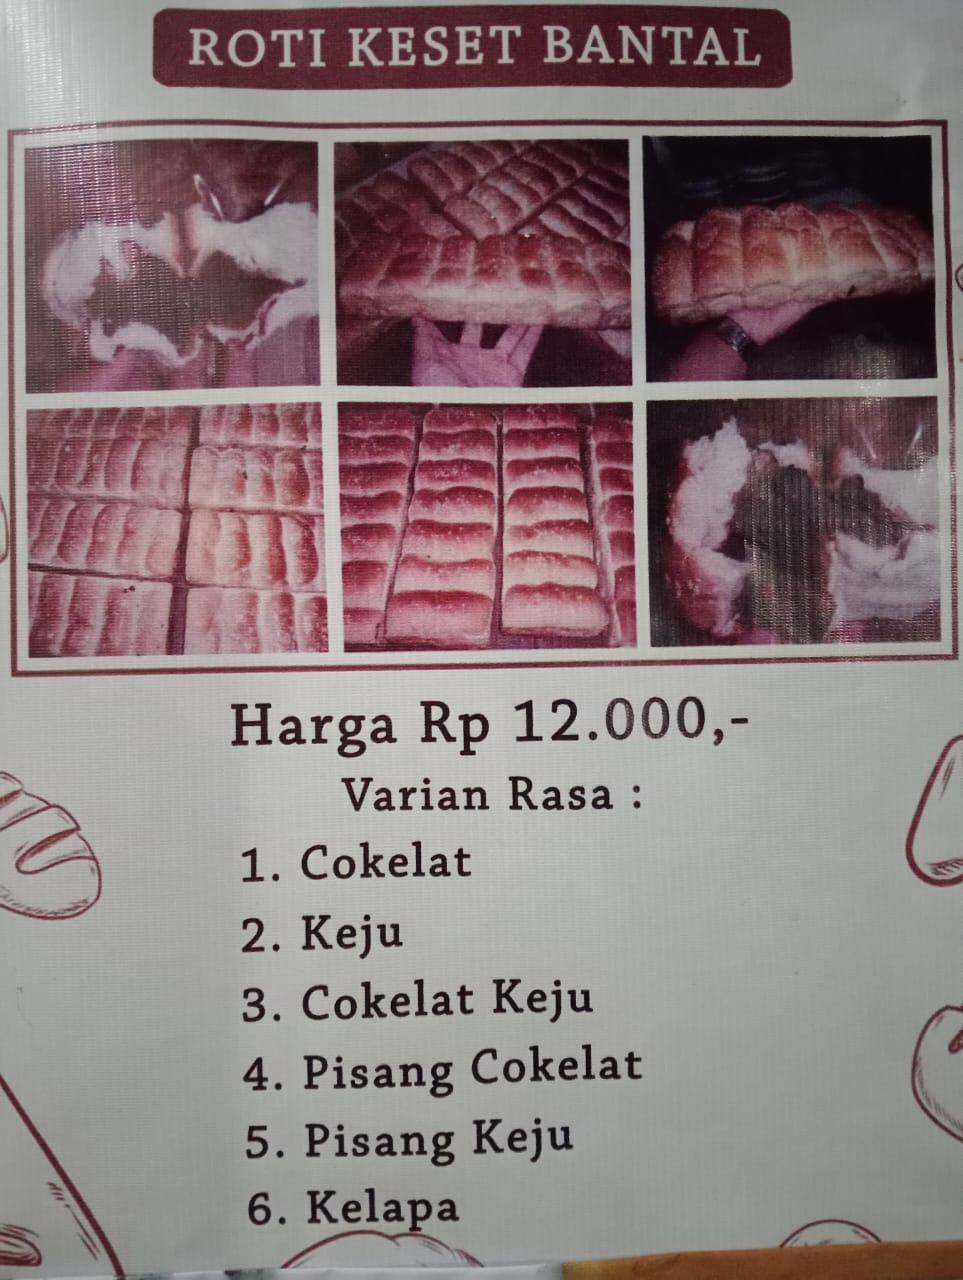 ROTI KESET BANTAL
Harga Rp 12.000,-
Varian Rasa :
1. Cokelat
2. Keju
3. Cokelat Keju
4. Pisang Cokelat
5. Pisang Keju
6. Kelapa